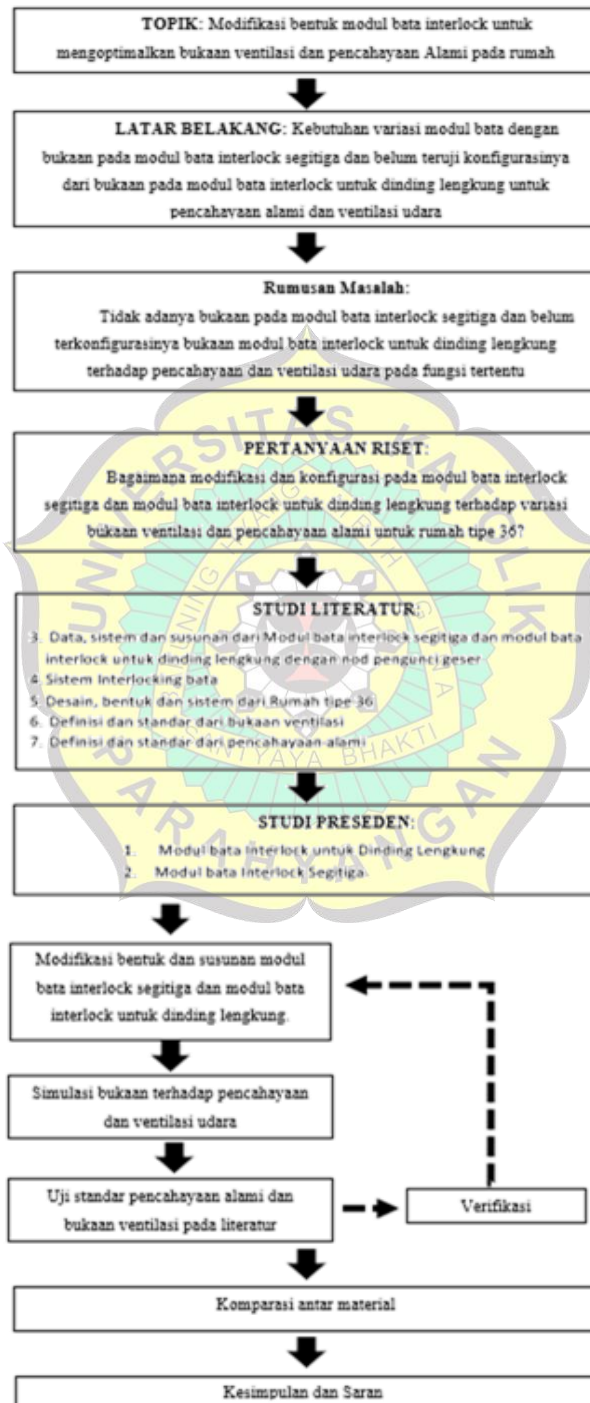 TOPIK: Modifikasi bentuk modul bata interlock untuk
mengoptimalkan bukaan ventilasi dan pencahayaan Alami pada rumah
LATAR BELAKANG: Kebutuhan variasi modul bata dengan
bukaan pada modul bata interlock segitiga dan belum teruji konfigurasinya
dari bukaan pada modul bata interlock untuk dinding lengkung untuk
pencahayaan alami dan ventilasi udara
Rumusan Masalah:
Tidak adanya bukaan pada modul bata interlock segitiga dan belum
terkonfigurasinya bukaan modul bata interlock untuk dinding lengkung
terhadap pencahayaan dan ventilasi udara pada fungsi tertentu
PERTANYAAN RISET:
Bagaimana modifikasi dan konfigurasi pada modul bata interlock
segitiga dan modul bata interlock untuk dinding lengkung terhadap variasi
bukaan ventilasi dan pencahayaan alami untuk rumah tipe 36?
STUDI LITERATUR:
3. Data, sistem dan susunan dari Modul bata interlock segitiga dan modul bata
interlock untuk dinding lengkung dengan nod pengunci geser
4. Sistem Interlocking bata
5. Desain, bentuk dan sistem dari Rumah tipe 36
6. Definisi dan standar dari bukaan ventilasi
7. Definisi dan standar dari pencahayaan alami
STUDI PRESEDEN:
1. Modul bata Interlock untuk Dinding Lengkung
2. Modul bata Interlock Segitiga
Modifikasi bentuk dan susunan modul
bata interlock segitiga dan modul bata
interlock untuk dinding lengkung.
Simulasi bukaan terhadap pencahayaan
dan ventilasi udara
Uji standar pencahayaan alami dan
bukaan ventilasi pada literatur
Verifikasi
Komparasi antar material
Kesimpulan dan Saran
UNIVERSITAS KATOLIK
PARAHYANGAN
BAKUNING HYANG MRIH GUNA
SANTYAYA BHAKTI